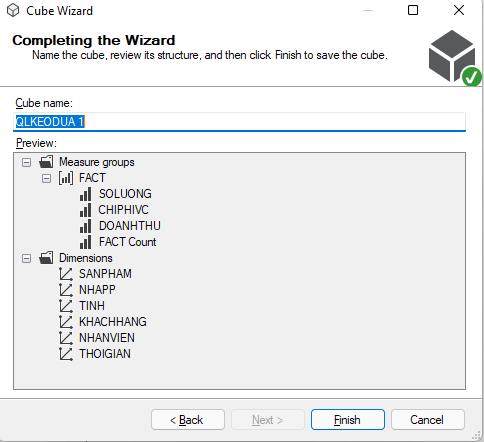 Cube Wizard
Completing the Wizard
Name the cube, review its structure, and then click Finish to save the cube.
Cube name:
QLKEODUA 1
Preview:
Measure groups
FACT
SOLUONG
CHIPHIVC
DOANHTHU
FACT Count
Dimensions
SANPHAM
NHAPP
TINH
KHACHHANG
NHANVIEN
THOIGIAN
< Back
Next >
Finish
Cancel